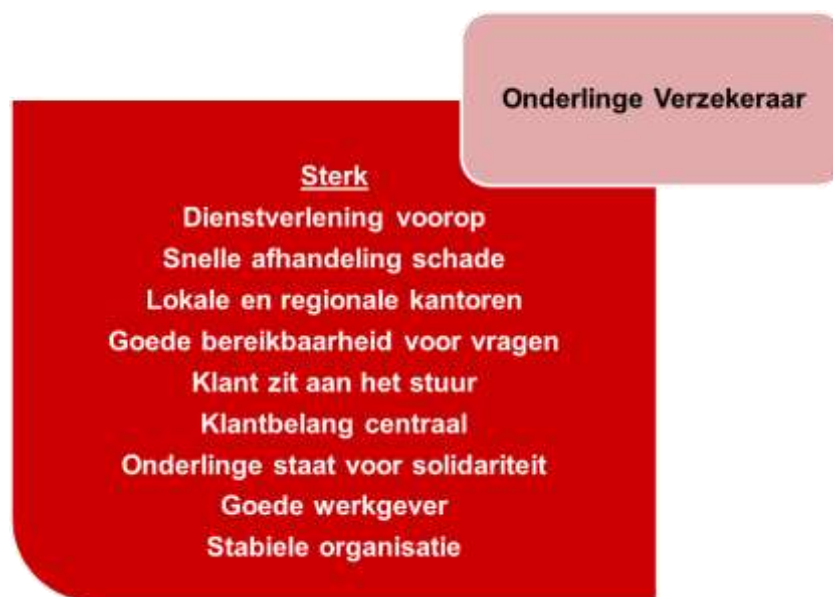 Onderlinge Verzekeraar
Sterk
Dienstverlening voorop
Snelle afhandeling schade
Lokale en regionale kantoren
Goede bereikbaarheid voor vragen
Klant zit aan het stuur
Klantbelang centraal
Onderlinge staat voor solidariteit
Goede werkgever
Stabiele organisatie